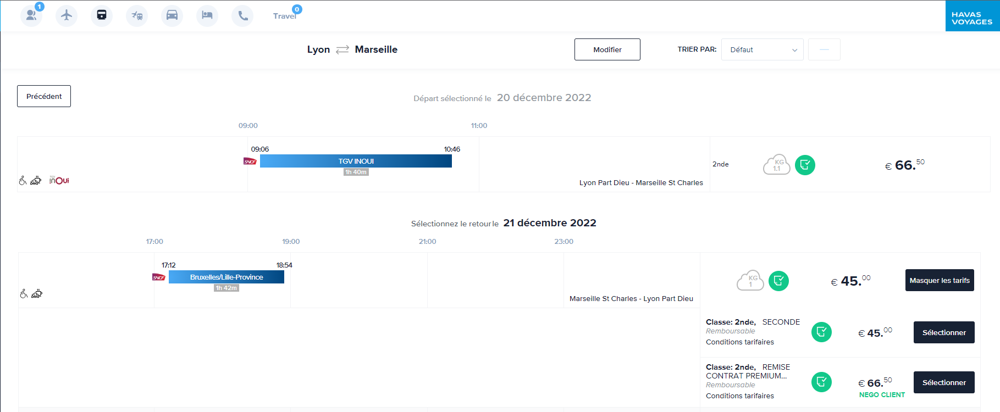 1
Travel 0
HAVAS
VOYAGES
Lyon Marseille
Modifier
TRIER PAR:
Défaut
Précédent
Départ sélectionné le 20 décembre 2022
09:00
11:00
09:06
10:46
SNCF
TGV INOUI
1h 40m
TGV
inOui
Lyon Part Dieu - Marseille St Charles
2nde
KG
1.1
€ 66.50
Sélectionnez le retour le 21 décembre 2022
17:00
19:00
21:00
23:00
17:12
18:54
SNCF
Bruxelles/Lille-Province
1h 42m
Marseille St Charles - Lyon Part Dieu
KG
1
€ 45.00
Masquer les tarifs
Classe: 2nde, SECONDE
Remboursable
Conditions tarifaires
€ 45.00
Sélectionner
Classe: 2nde, REMISE
CONTRAT PREMIUM...
Remboursable
Conditions tarifaires
€ 66.50
NEGO CLIENT
Sélectionner